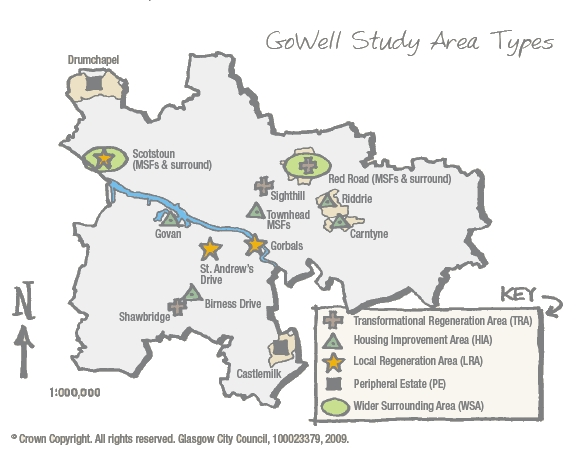 GoWell Study Area Types
Drumchapel
Scotstoun
(MSFs & surround)
Red Road (MSFs & surround)
Sighthill
Riddrie
Townhead
MSFs
Govan
Carntyne
Gorbals
St. Andrew's
Drive
Birness Drive
Shawbridge
Castlemilk
N
1:000,000
KEY
Transformational Regeneration Area (TRA)
Housing Improvement Area (HIA)
Local Regeneration Area (LRA)
Peripheral Estate (PE)
Wider Surrounding Area (WSA)
© Crown Copyright. All rights reserved. Glasgow City Council, 100023379, 2009.